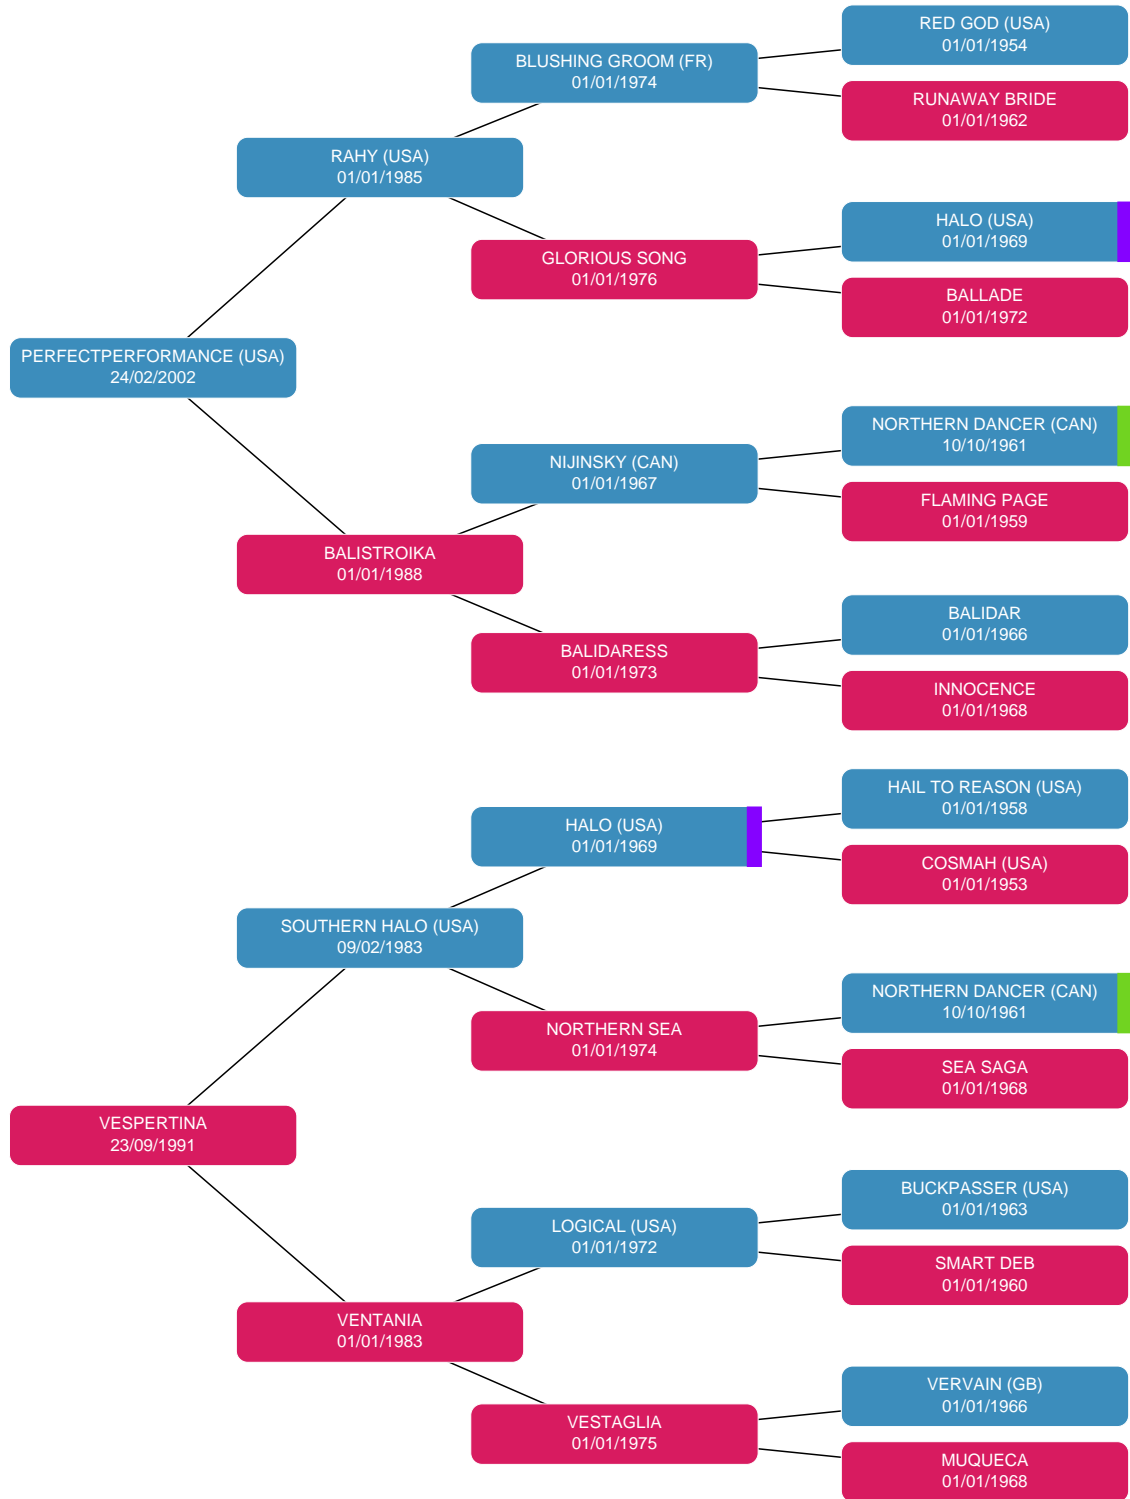 RED GOD (USA)
01/01/1954
BLUSHING GROOM (FR)
01/01/1974
RUNAWAY BRIDE
01/01/1962
RAHY (USA)
01/01/1985
HALO (USA)
01/01/1969
GLORIOUS SONG
01/01/1976
BALLADE
01/01/1972
PERFECTPERFORMANCE (USA)
24/02/2002
NORTHERN DANCER (CAN)
10/10/1961
NIJINSKY (CAN)
01/01/1967
FLAMING PAGE
01/01/1959
BALISTROIKA
01/01/1988
BALIDAR
01/01/1966
BALIDARESS
01/01/1973
INNOCENCE
01/01/1968
HAIL TO REASON (USA)
01/01/1958
HALO (USA)
01/01/1969
COSMAH (USA)
01/01/1953
SOUTHERN HALO (USA)
09/02/1983
NORTHERN DANCER (CAN)
10/10/1961
NORTHERN SEA
01/01/1974
SEA SAGA
01/01/1968
VESPERTINA
23/09/1991
BUCKPASSER (USA)
01/01/1963
LOGICAL (USA)
01/01/1972
SMART DEB
01/01/1960
VENTANIA
01/01/1983
VERVAIN (GB)
01/01/1966
VESTAGLIA
01/01/1975
MUQUECA
01/01/1968